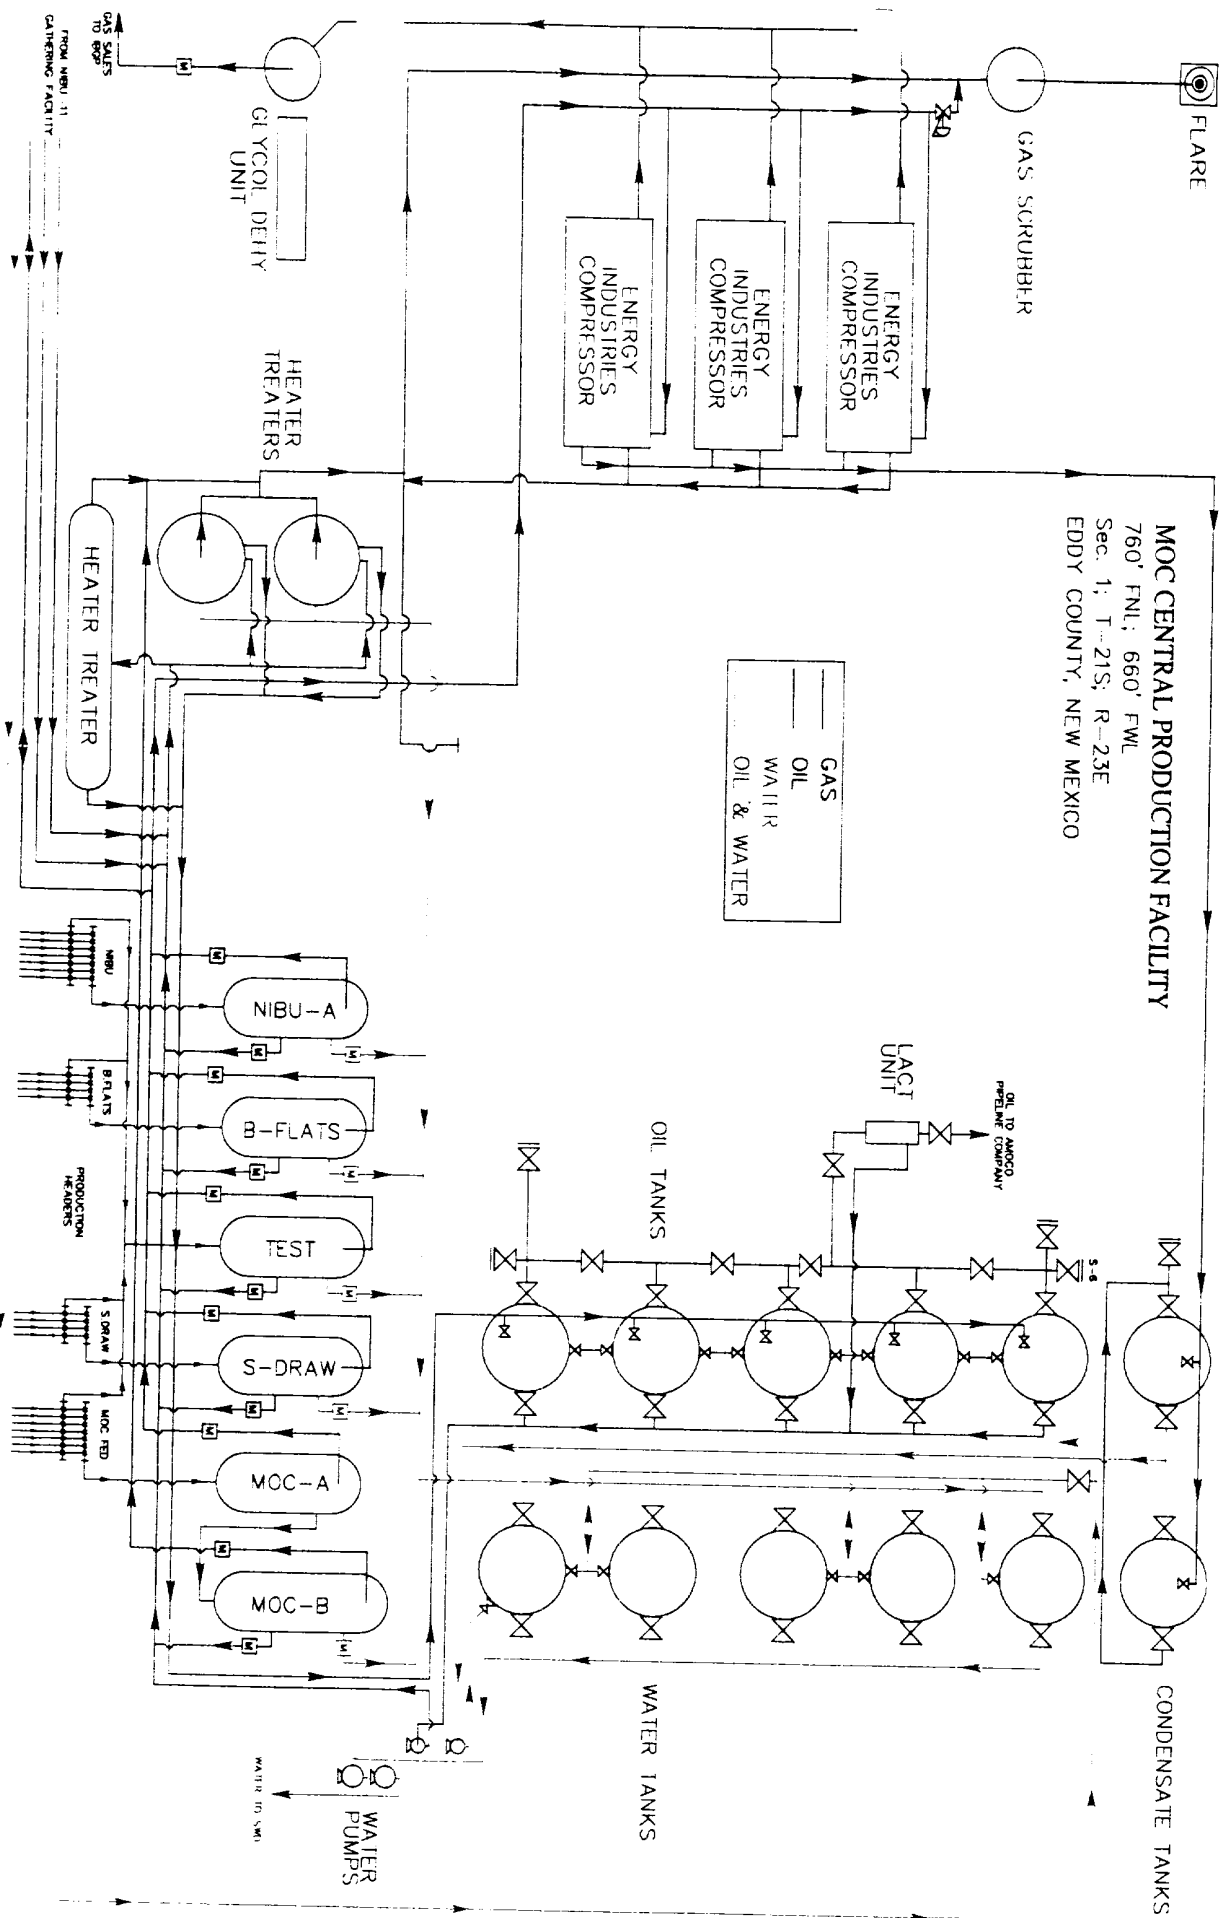 MOC CENTRAL PRODUCTION FACILITY
760' FNL; 660' FWL
Sec. 1; T-21S; R-23E
EDDY COUNTY, NEW MEXICO
FLARE
GAS SCRUBBER
ENERGY
INDUSTRIES
COMPRESSOR
ENERGY
INDUSTRIES
COMPRESSOR
ENERGY
INDUSTRIES
COMPRESSOR
GAS SALES
TO
FROM NIBU-11
GATHERING FACILITY
M
GLYCOL DEHY
UNIT
HEATER
TREATERS
HEATER TREATER
GAS
OIL
WATER
OIL & WATER
OIL TO AMOCO
PIPELINE COMPANY
LACT
UNIT
OIL TANKS
S-6
CONDENSATE TANKS
WATER TANKS
NIBU
B-FLATS
PRODUCTION
HEADERS
S DRAW
MOC FED
NIBU-A
M
M
M
B-FLATS
M
M
M
TEST
M
M
M
S-DRAW
M
M
M
MOC-A
M
MOC-B
M
M
M
WATER
PUMPS
WATER TO SWD